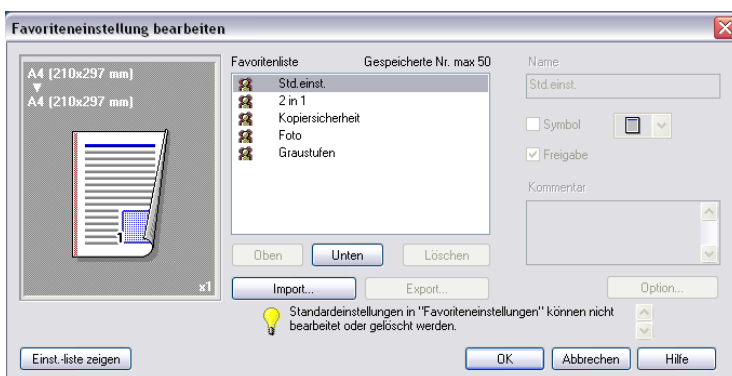 Favoriteneinstellung bearbeiten
A4 (210x297 mm)
A4 (210x297 mm)
1
x1
Favoritenliste Gespeicherte Nr. max 50
Std.einst.
2 in 1
Kopiersicherheit
Foto
Graustufen
Oben Unten Löschen
Import... Export...
Name
Std.einst.
Symbol
Freigabe
Kommentar
Option...
Standardeinstellungen in "Favoriteneinstellungen" können nicht
bearbeitet oder gelöscht werden.
Einst.-liste zeigen OK Abbrechen Hilfe